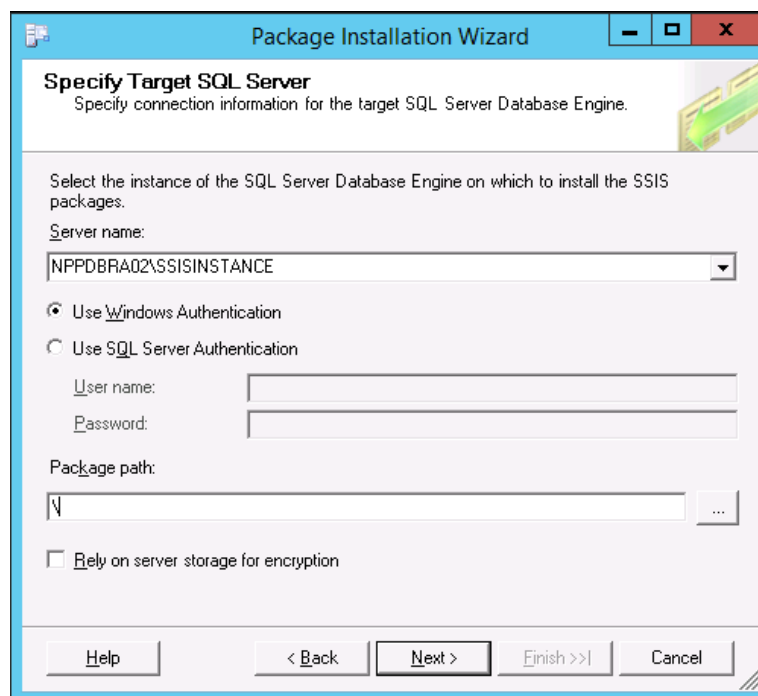 Package Installation Wizard
Specify Target SQL Server
Specify connection information for the target SQL Server Database Engine.
Select the instance of the SQL Server Database Engine on which to install the SSIS
packages.
Server name:
NPPDBRA02\SSISINSTANCE
Use Windows Authentication
Use SQL Server Authentication
User name:
Password:
Package path:
\
...
Rely on server storage for encryption
Help
< Back
Next >
Finish >>|
Cancel